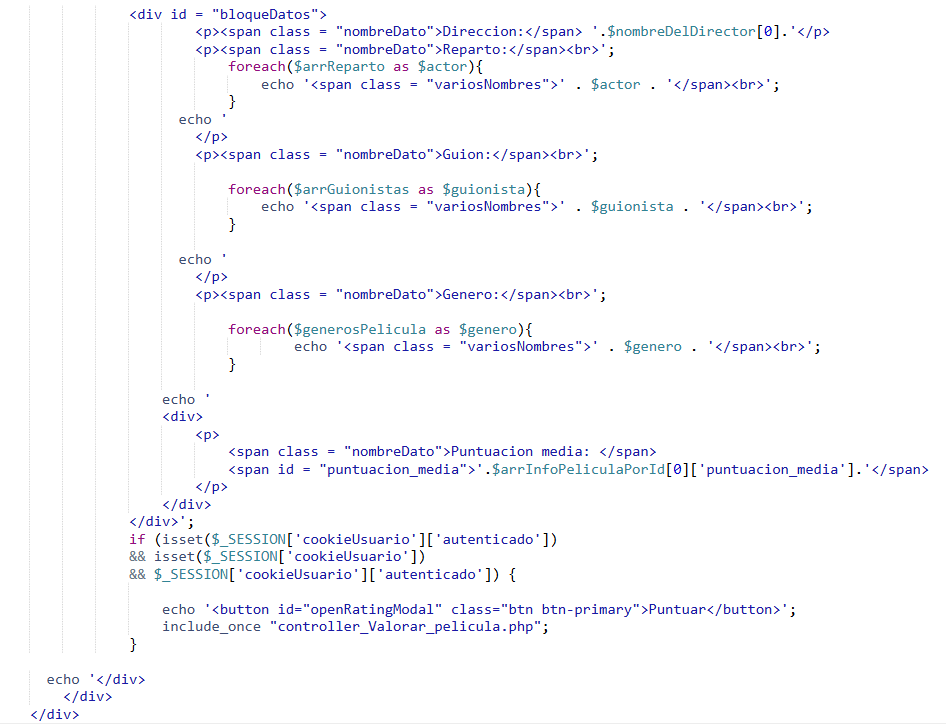 <div id = "bloqueDatos">
<p><span class = "nombreDato">Direccion:</span> '.$nombreDelDirector[0].'</p>
<p><span class = "nombreDato">Reparto:</span><br>';
foreach($arrReparto as $actor){
echo '<span class = "variosNombres">' . $actor . '</span><br>';
}
echo '
</p>
<p><span class = "nombreDato">Guion:</span><br>';
foreach($arrGuionistas as $guionista){
echo '<span class = "variosNombres">' . $guionista . '</span><br>';
}
echo '
</p>
<p><span class = "nombreDato">Genero:</span><br>';
foreach($generosPelicula as $genero){
echo '<span class = "variosNombres">' . $genero . '</span><br>';
}
echo '
<div>
<p>
<span class = "nombreDato">Puntuacion media: </span>
<span id = "puntuacion_media">'.$arrInfoPeliculaPorId[0]['puntuacion_media'].'</span>
</p>
</div>
</div>';
if (isset($_SESSION['cookieUsuario']['autenticado'])
&& isset($_SESSION['cookieUsuario'])
&& $_SESSION['cookieUsuario']['autenticado']) {
echo '<button id="openRatingModal" class="btn btn-primary">Puntuar</button>';
include_once "controller_Valorar_pelicula.php";
}
echo '</div>
</div>
</div>